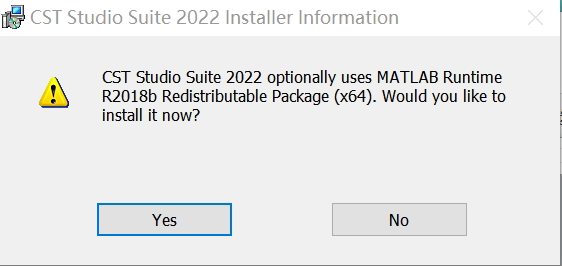 CST Studio Suite 2022 Installer Information
CST Studio Suite 2022 optionally uses MATLAB Runtime
R2018b Redistributable Package (x64). Would you like to
install it now?
Yes
No